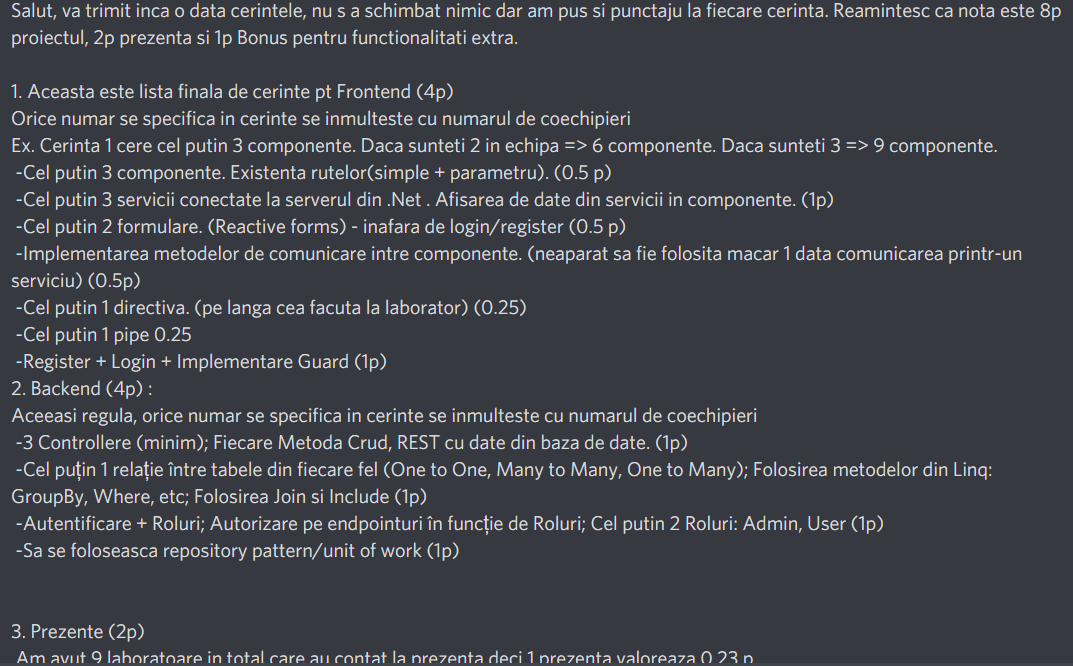 Salut, va trimit inca o data cerintele, nu s a schimbat nimic dar am pus si punctaju la fiecare cerinta. Reamintesc ca nota este 8p
proiectul, 2p prezenta si 1p Bonus pentru functionalitati extra.
1. Aceasta este lista finala de cerinte pt Frontend (4p)
Orice numar se specifica in cerinte se inmulteste cu numarul de coechipieri
Ex. Cerinta 1 cere cel putin 3 componente. Daca sunteti 2 in echipa => 6 componente. Daca sunteti 3 => 9 componente.
-Cel putin 3 componente. Existenta rutelor(simple + parametru). (0.5 p)
-Cel putin 3 servicii conectate la serverul din .Net . Afisarea de date din servicii in componente. (1p)
-Cel putin 2 formulare. (Reactive forms) - inafara de login/register (0.5 p)
-Implementarea metodelor de comunicare intre componente. (neaparat sa fie folosita macar 1 data comunicarea printr-un
serviciu) (0.5p)
-Cel putin 1 directiva. (pe langa cea facuta la laborator) (0.25)
-Cel putin 1 pipe 0.25
-Register + Login + Implementare Guard (1p)
2. Backend (4p) :
Aceeasi regula, orice numar se specifica in cerinte se inmulteste cu numarul de coechipieri
-3 Controllere (minim); Fiecare Metoda Crud, REST cu date din baza de date. (1p)
-Cel puțin 1 relație între tabele din fiecare fel (One to One, Many to Many, One to Many); Folosirea metodelor din Linq:
GroupBy, Where, etc; Folosirea Join si Include (1p)
-Autentificare + Roluri; Autorizare pe endpointuri în funcție de Roluri; Cel putin 2 Roluri: Admin, User (1p)
-Sa se foloseasca repository pattern/unit of work (1p)
3. Prezente (2p)
Am avut 9 laboratoare in total care au contat la prezenta deci 1 prezenta valoreaza 0.23 p